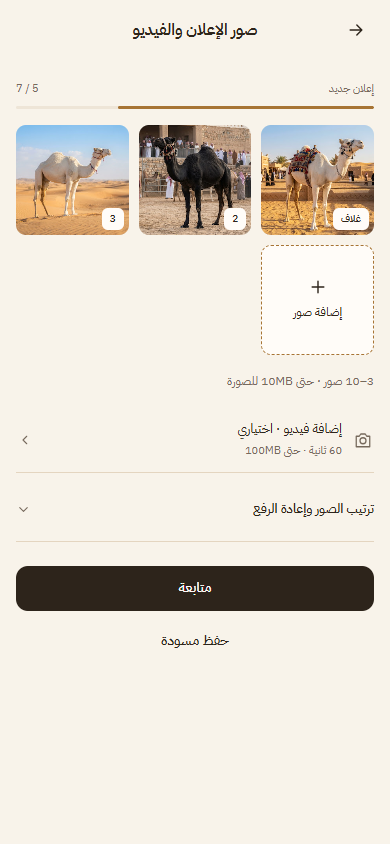 صور الإعلان والفيديو
إعلان جديد
7 / 5
غلاف
2
3
إضافة صور
3–10 صور · حتى 10MB للصورة
إضافة فيديو · اختياري
60 ثانية · حتى 100MB
ترتيب الصور وإعادة الرفع
متابعة
حفظ مسودة